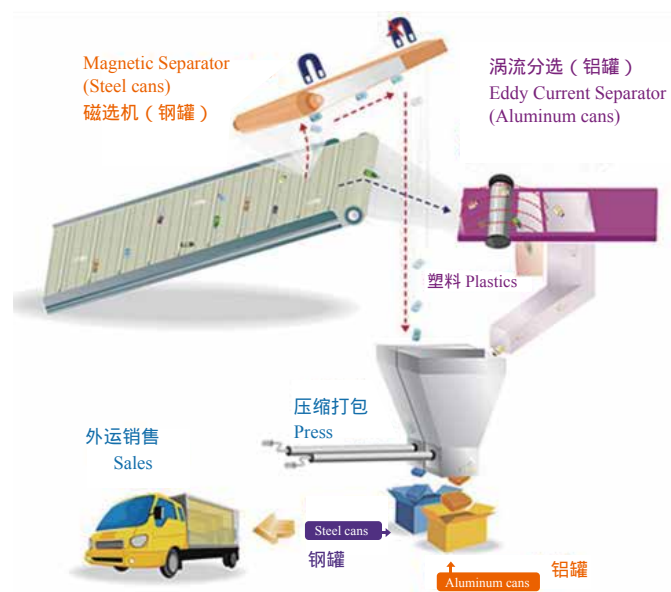 Magnetic Separator
(Steel cans)
磁选机（钢罐）
涡流分选（铝罐）
Eddy Current Separator
(Aluminum cans)
塑料 Plastics
压缩打包
Press
外运销售
Sales
Steel cans
钢罐
铝罐
Aluminum cans